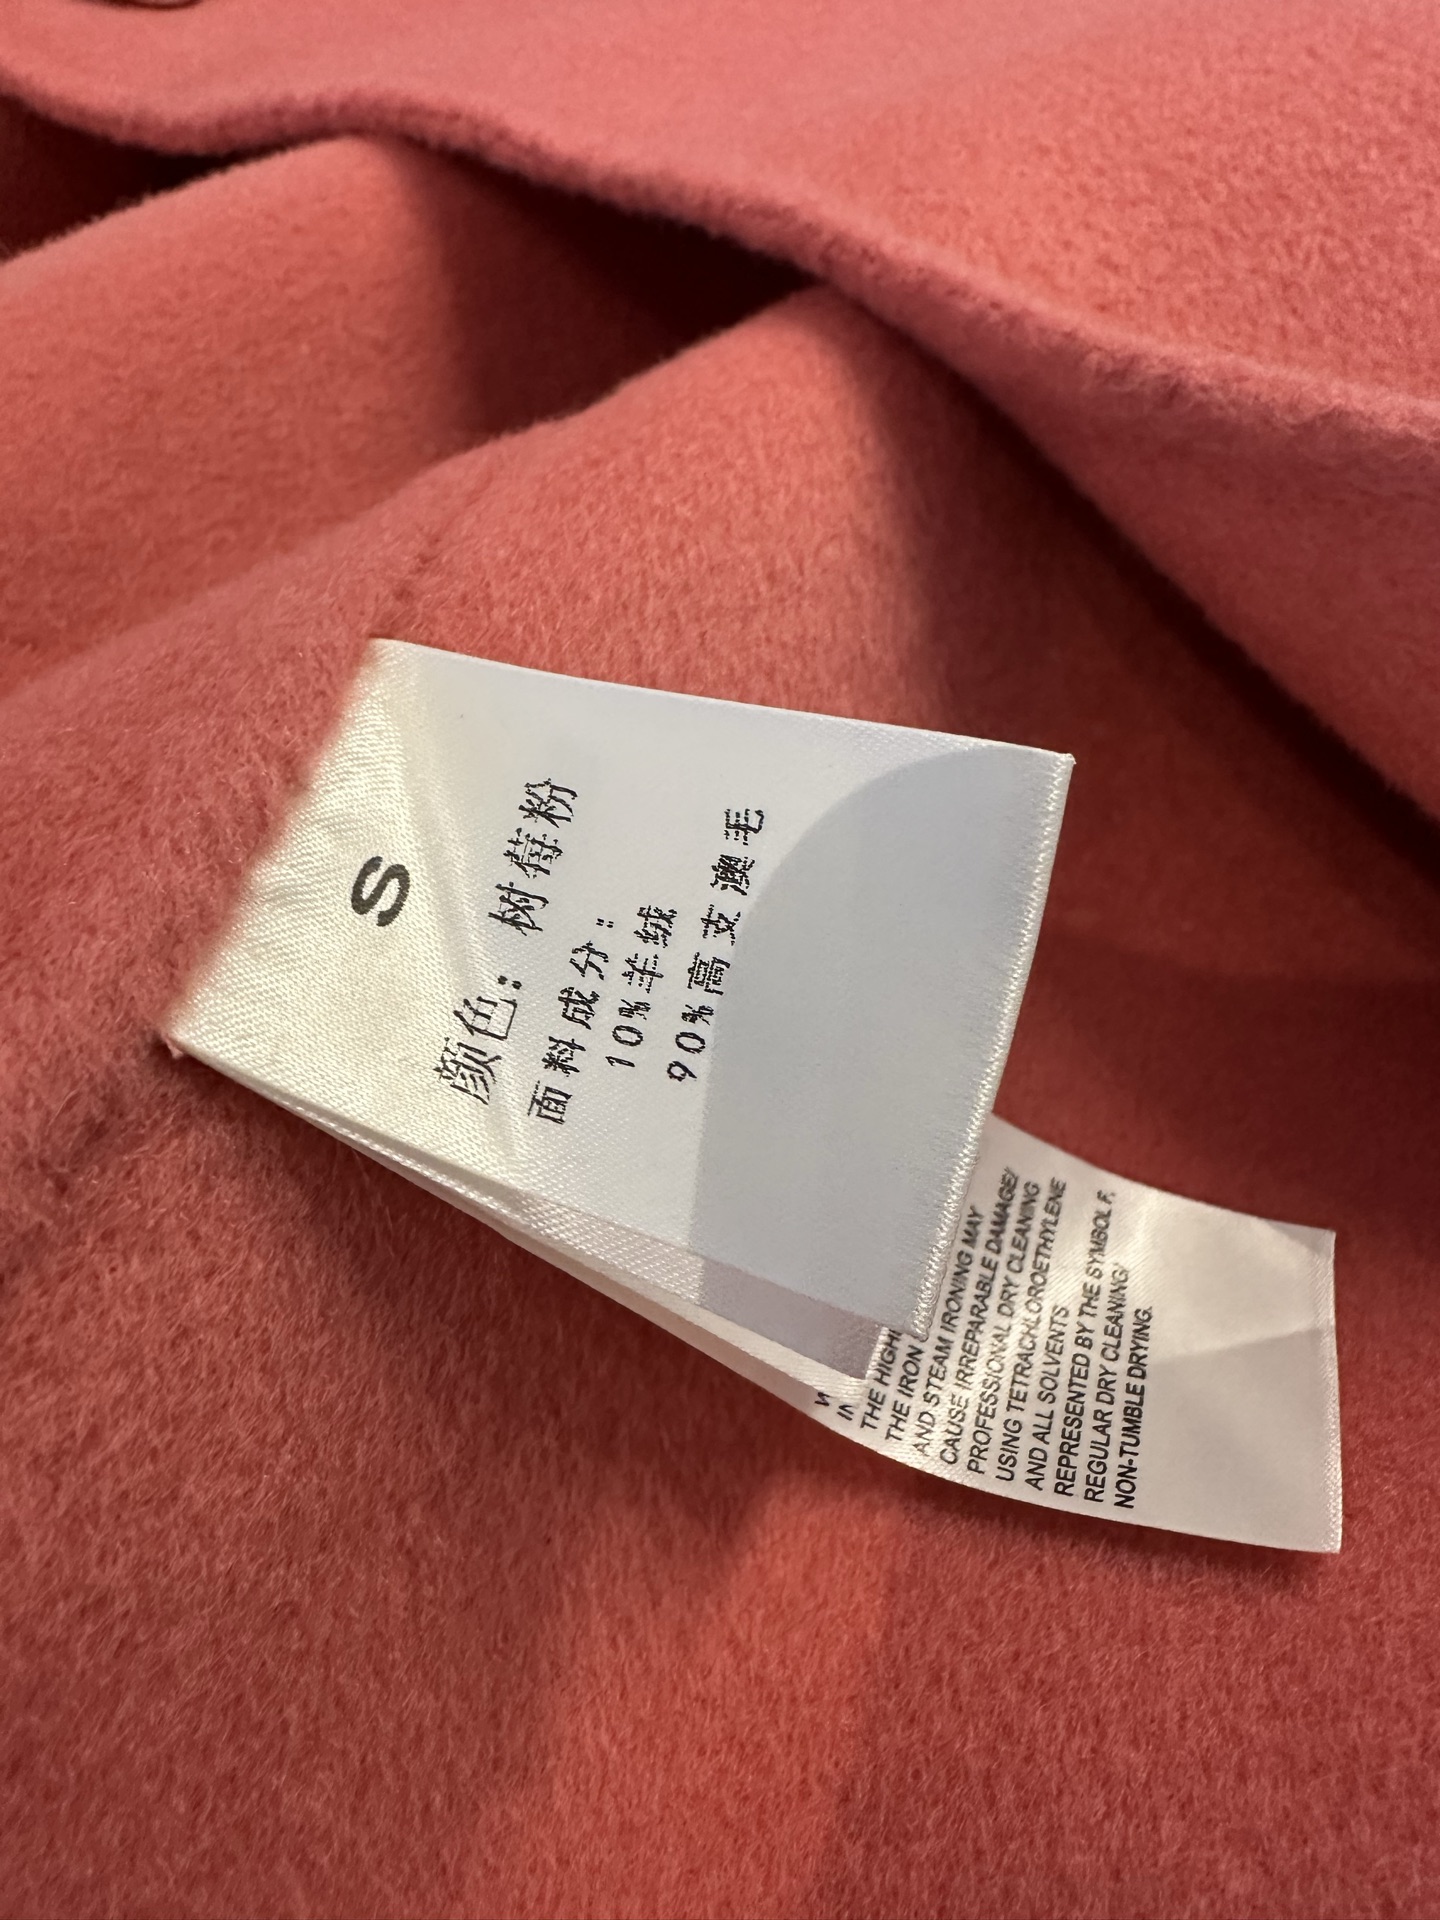 S
颜色：树莓粉
面料成分：
10%羊绒
90%高支澳毛
THE HIGH
THE IRON
AND STEAM IRONING MAY
CAUSE IRREPARABLE DAMAGE/
PROFESSIONAL DRY CLEANING
USING TETRACHLOROETHYLENE
AND ALL SOLVENTS
REPRESENTED BY THE SYMBOL F,
REGULAR DRY CLEANING/
NON-TUMBLE DRYING.